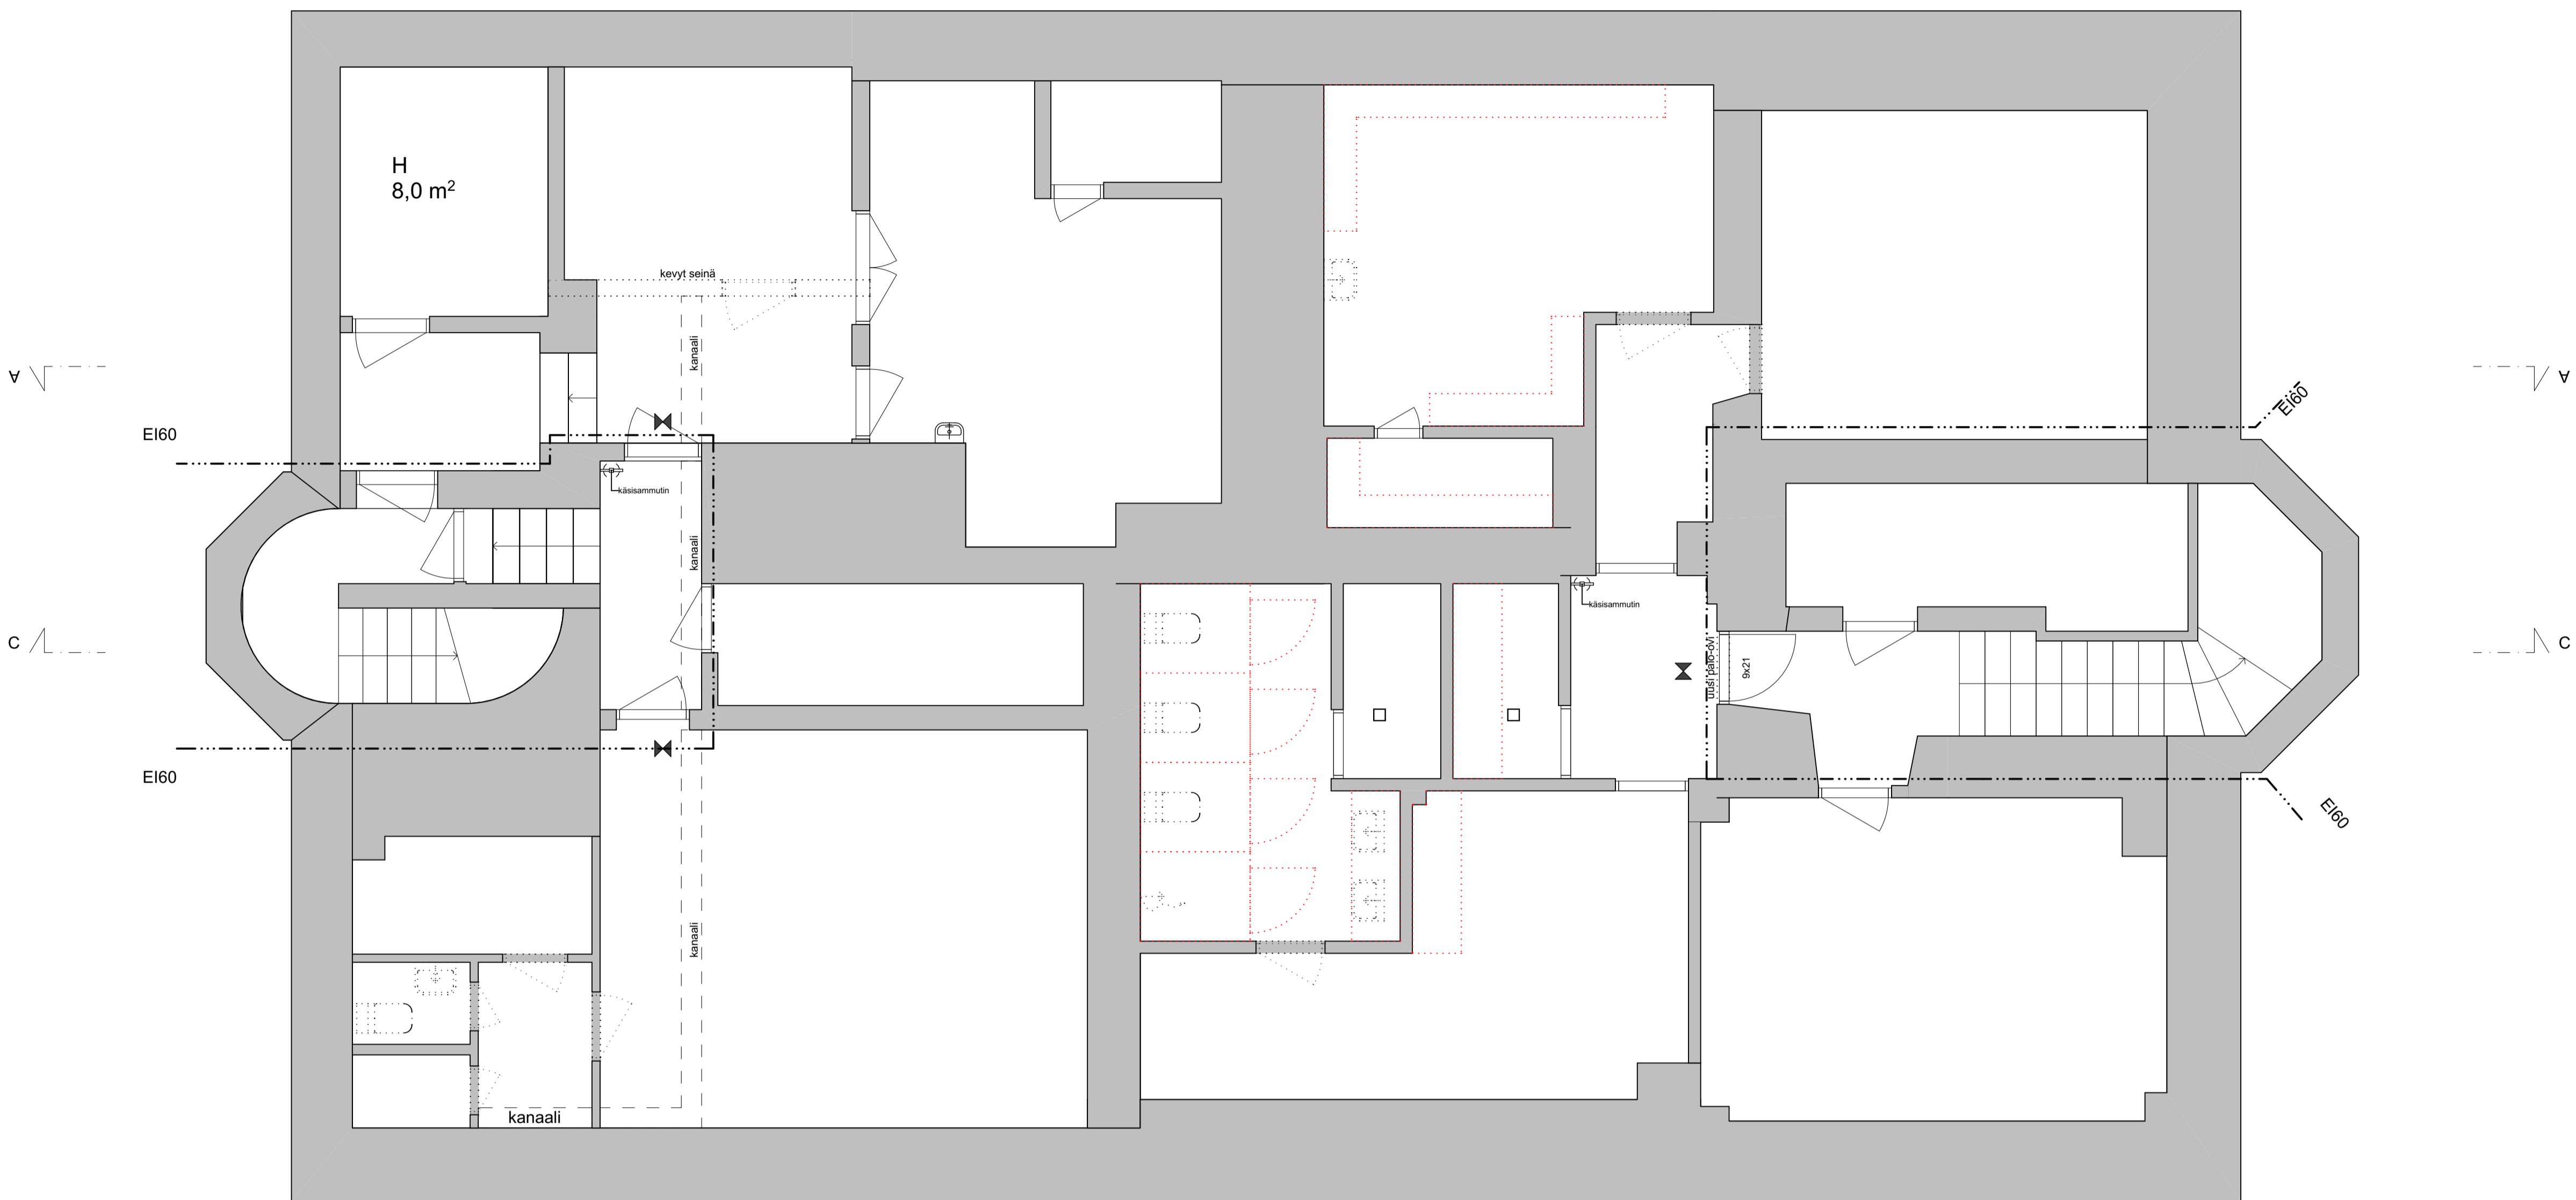 H
8,0 m²
kevyt seinä
kanaali
A
A
EI60
EI60
käsisammutin
kanaali
käsisammutin
C
C
uusi palo-ovi
9x21
EI60
EI60
kanaali
kanaali